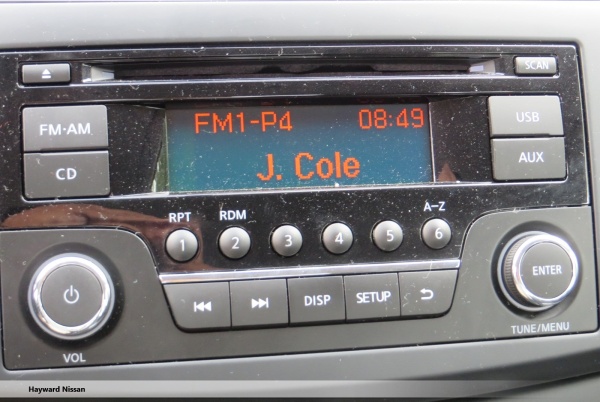 SCAN
FM·AM
FM1-P4 08:49
USB
CD
J. Cole
AUX
RPT RDM A-Z
1 2 3 4 5 6
ENTER
DISP SETUP
VOL
TUNE/MENU
Hayward Nissan